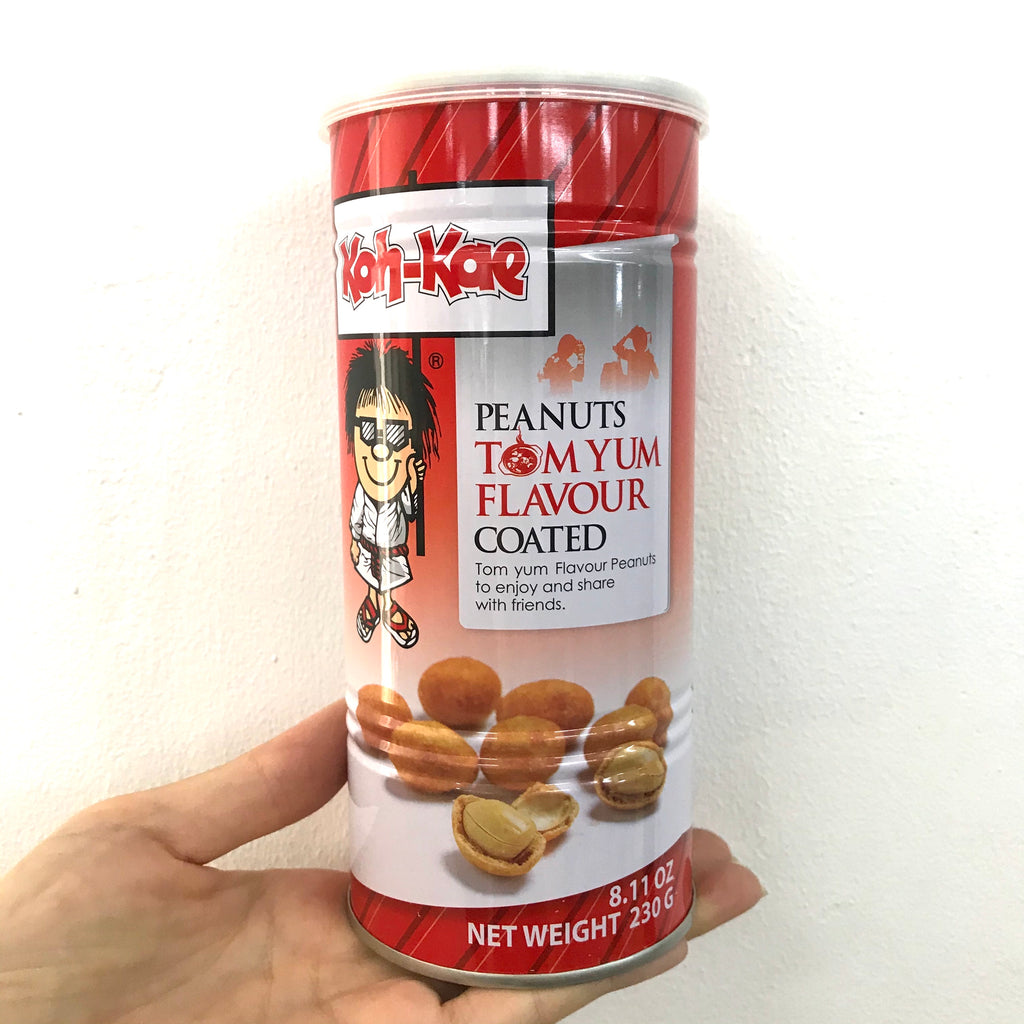 Koh-Kae
®
PEANUTS
TOM YUM
FLAVOUR
COATED
Tom yum Flavour Peanuts
to enjoy and share
with friends.
8.11 OZ
NET WEIGHT 230 G